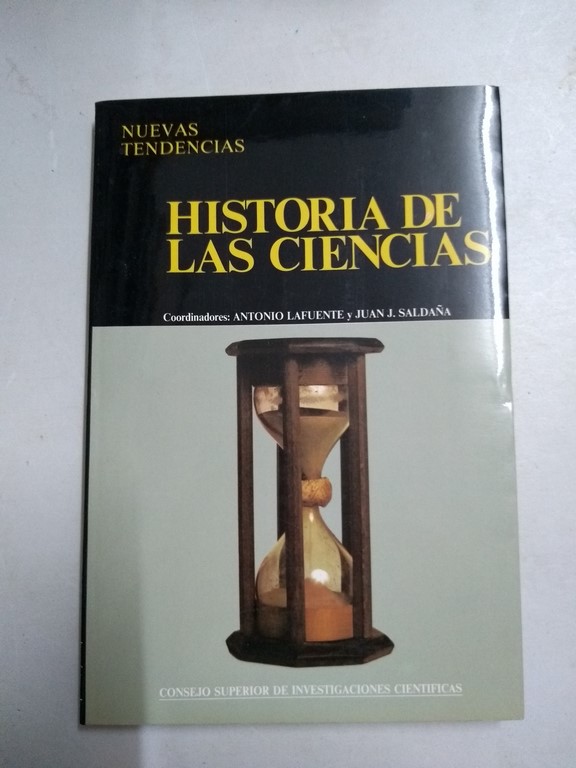 NUEVAS
TENDENCIAS
HISTORIA DE
LAS CIENCIAS
Coordinadores: ANTONIO LAFUENTE y JUAN J. SALDAÑA
CONSEJO SUPERIOR DE INVESTIGACIONES CIENTIFICAS